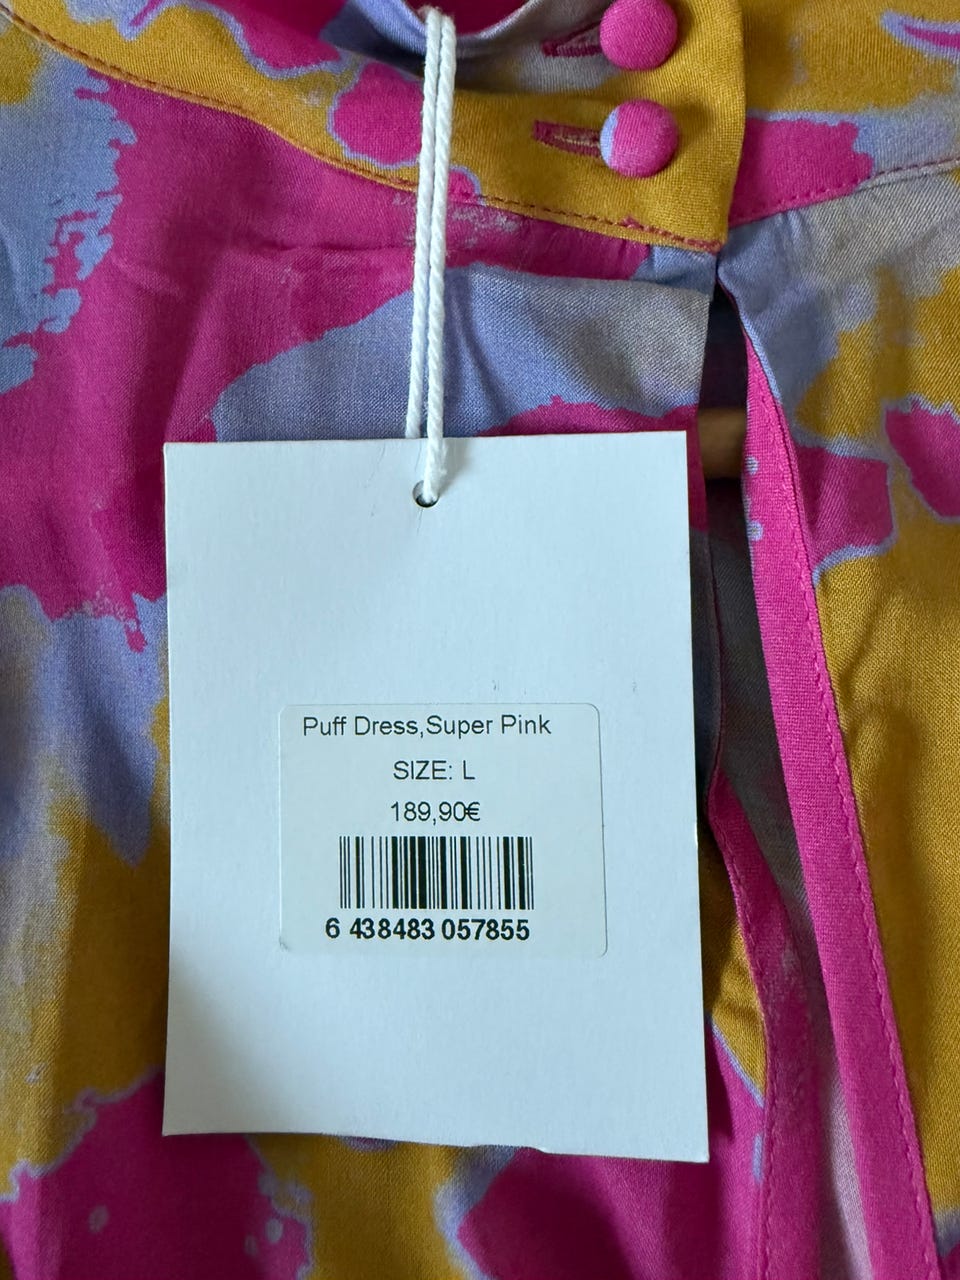 Puff Dress,Super Pink
SIZE: L
189,90€
6 438483 057855